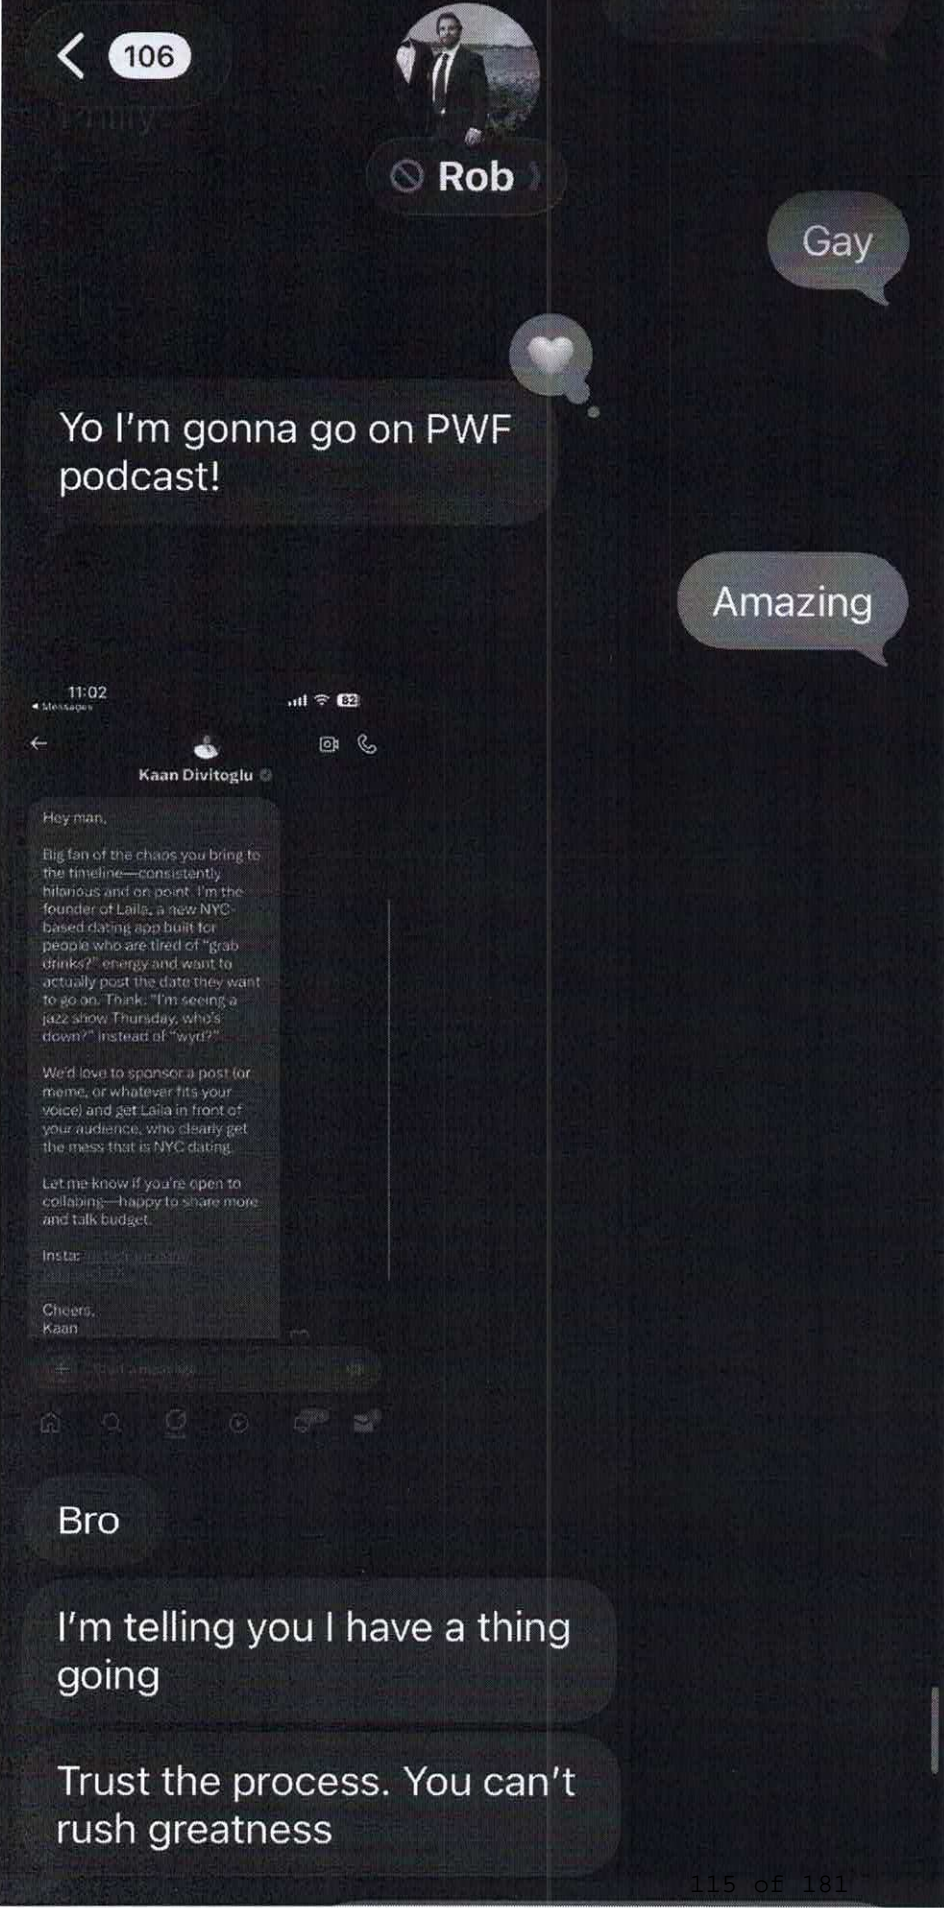 106
Rob
Gay
Yo I'm gonna go on PWF
podcast!
Amazing
11:02
Messages
82
Kaan Divitoglu
Hey man,
Big fan of the chaos you bring to
the timeline—consistently
hilarious and on point. I'm the
founder of Laila, a new NYC-
based dating app built for
people who are tired of "grab
drinks?" energy and want to
actually post the date they want
to go on. Think: "I'm seeing a
jazz show Thursday, who's
down?" instead of "wyd?"
We'd love to sponsor a post (or
meme, or whatever fits your
voice) and get Laila in front of
your audience, who clearly get
the mess that is NYC dating.
Let me know if you're open to
collabing—happy to share more
and talk budget.
Insta:
Cheers,
Kaan
Bro
I'm telling you I have a thing
going
Trust the process. You can't
rush greatness
115 of 181